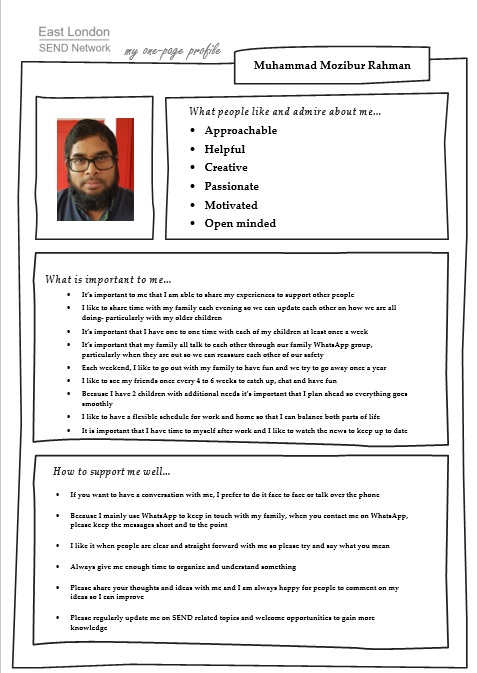 East London
SEND Network
my one-page profile
Muhammad Mozibur Rahman
What people like and admire about me...
• Approachable
• Helpful
• Creative
• Passionate
• Motivated
• Open minded
What is important to me...
• It's important to me that I am able to share my experiences to support other people
• I like to share time with my family each evening so we can update each other on how we are all
doing- particularly with my older children
• It's important that I have one to one time with each of my children at least once a week
• It's important that my family all talk to each other through our family WhatsApp group,
particularly when they are out so we can reassure each other of our safety
• Each weekend, I like to go out with my family to have fun and we try to go away once a year
• I like to see my friends once every 4 to 6 weeks to catch up, chat and have fun
• Because I have 2 children with additional needs it's important that I plan ahead so everything goes
smoothly
• I like to have a flexible schedule for work and home so that I can balance both parts of life
• It is important that I have time to myself after work and I like to watch the news to keep up to date
How to support me well...
• If you want to have a conversation with me, I prefer to do it face to face or talk over the phone
• Because I mainly use WhatsApp to keep in touch with my family, when you contact me on WhatsApp,
please keep the messages short and to the point
• I like it when people are clear and straight forward with me so please try and say what you mean
• Always give me enough time to organize and understand something
• Please share your thoughts and ideas with me and I am always happy for people to comment on my
ideas so I can improve
• Please regularly update me on SEND related topics and welcome opportunities to gain more
knowledge